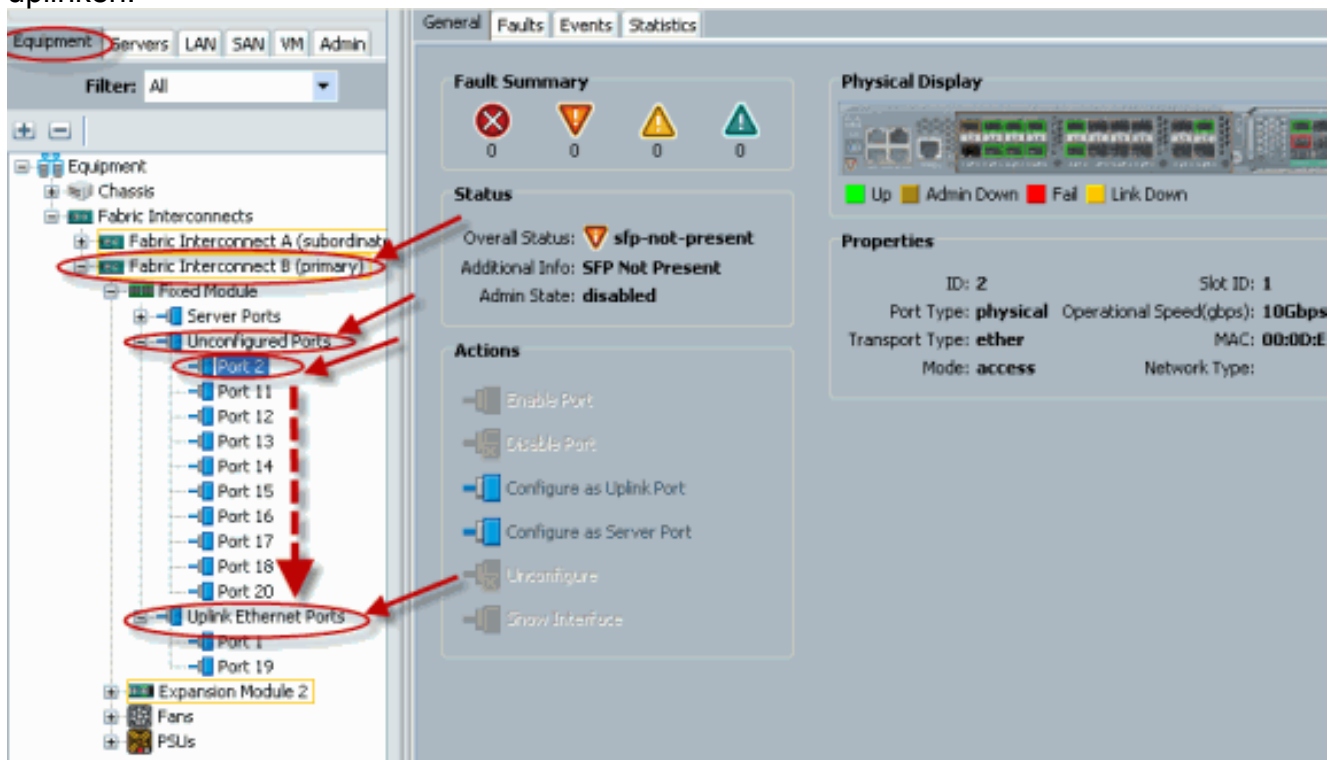 uplinken.
Equipment Servers LAN SAN VM Admin
Filter: All
Equipment
Chassis
Fabric Interconnects
Fabric Interconnect A (subordinate
Fabric Interconnect B (primary)
Fixed Module
Server Ports
Unconfigured Ports
Port 2
Port 11
Port 12
Port 13
Port 14
Port 15
Port 16
Port 17
Port 18
Port 20
Uplink Ethernet Ports
Port 1
Port 19
Expansion Module 2
Fans
PSUs
General Faults Events Statistics
Fault Summary
0 0 0 0
Status
Overall Status: sfp-not-present
Additional Info: SFP Not Present
Admin State: disabled
Actions
Enable Port
Disable Port
Configure as Uplink Port
Configure as Server Port
Unconfigure
Show Interface
Physical Display
Up Admin Down Fail Link Down
Properties
ID: 2 Slot ID: 1
Port Type: physical Operational Speed(gbps): 10Gbps
Transport Type: ether MAC: 00:0D:E
Mode: access Network Type: